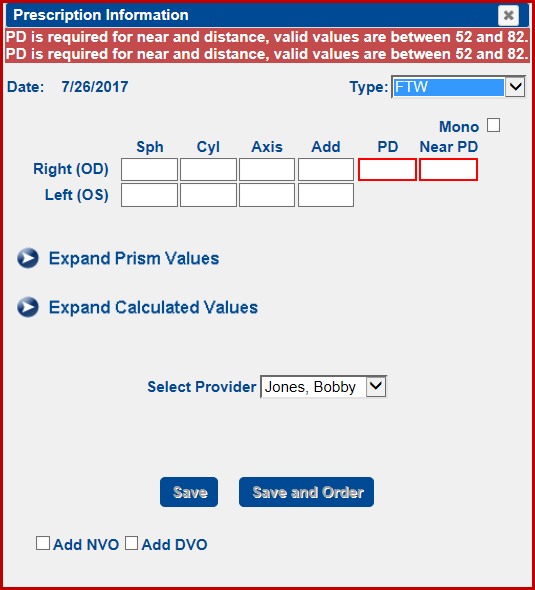 Prescription Information
PD is required for near and distance, valid values are between 52 and 82.
PD is required for near and distance, valid values are between 52 and 82.
Date: 7/26/2017 Type: FTW
Mono
Sph Cyl Axis Add PD Near PD
Right (OD)
Left (OS)
Expand Prism Values
Expand Calculated Values
Select Provider Jones, Bobby
Save Save and Order
Add NVO Add DVO